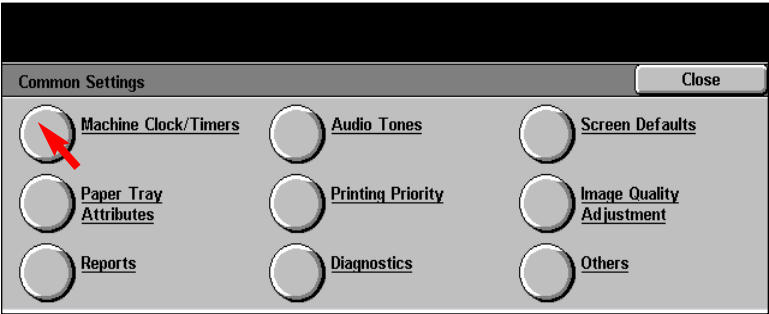 Common Settings
Close
Machine Clock/Timers
Audio Tones
Screen Defaults
Paper Tray
Attributes
Printing Priority
Image Quality
Adjustment
Reports
Diagnostics
Others